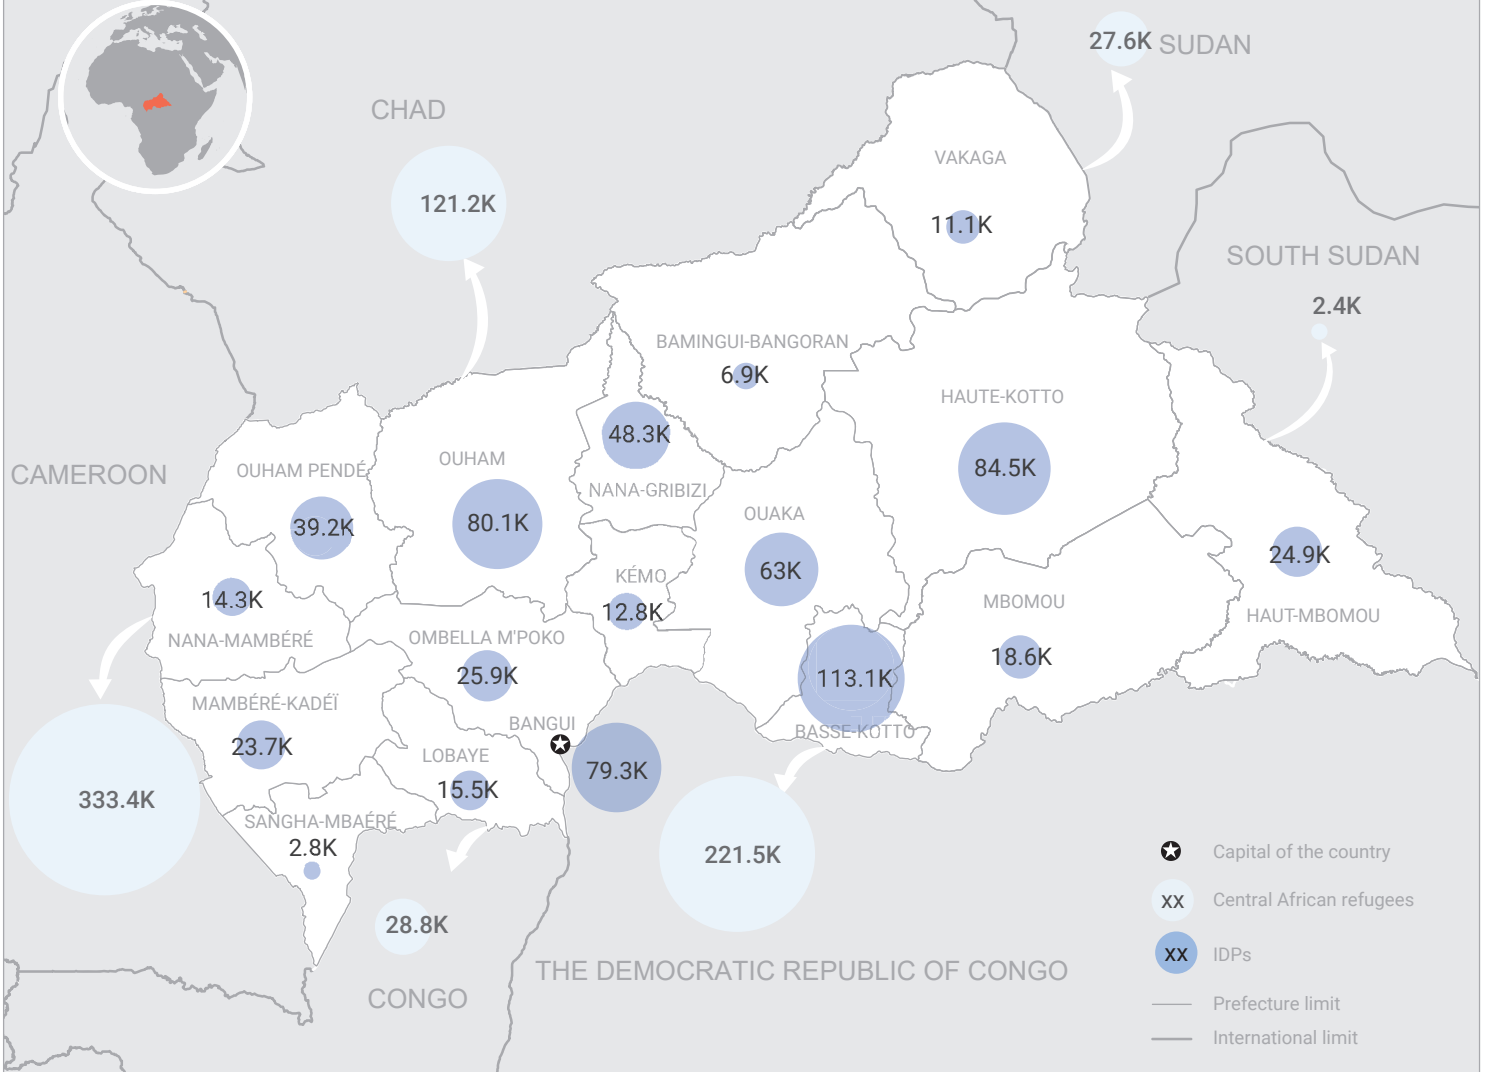 27.6K SUDAN
CHAD
VAKAGA
121.2K
11.1K
SOUTH SUDAN
2.4K
BAMINGUI-BANGORAN
6.9K
HAUTE-KOTTO
48.3K
OUHAM
CAMEROON
OUHAM PENDÉ
84.5K
NANA-GRIBIZI
OUAKA
80.1K
39.2K
24.9K
63K
KÉMO
14.3K
MBOMOU
12.8K
HAUT-MBOMOU
NANA-MAMBÉRÉ
OMBELLA M'POKO
18.6K
25.9K
113.1K
MAMBÉRÉ-KADÉÏ
BANGUI
BASSE-KOTTO
23.7K
LOBAYE
79.3K
15.5K
333.4K
SANGHA-MBAÉRÉ
2.8K
221.5K
Capital of the country
XX Central African refugees
28.8K
XX IDPs
THE DEMOCRATIC REPUBLIC OF CONGO
CONGO
Prefecture limit
International limit